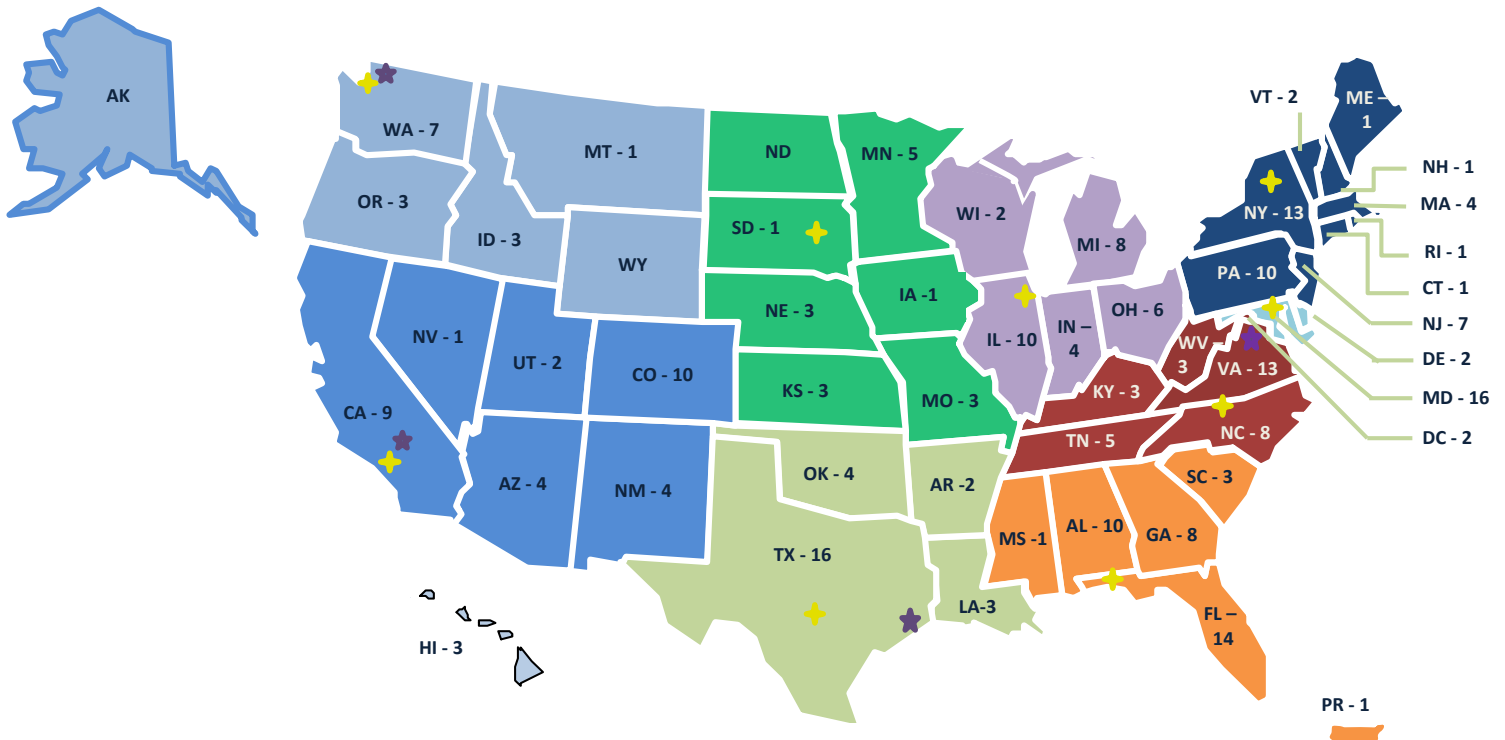 AK
WA - 7
MT - 1
ND
MN - 5
VT - 2
ME –
1
OR - 3
ID - 3
WY
SD - 1
WI - 2
MI - 8
NY - 13
NH - 1
MA - 4
RI - 1
CT - 1
NJ - 7
DE - 2
MD - 16
DC - 2
PA - 10
NV - 1
UT - 2
CO - 10
NE - 3
IA -1
IL - 10
IN –
4
OH - 6
WV –
3
VA - 13
CA - 9
KS - 3
MO - 3
KY - 3
TN - 5
NC - 8
AZ - 4
NM - 4
OK - 4
AR -2
SC - 3
TX - 16
MS -1
AL - 10
GA - 8
LA-3
FL –
14
HI - 3
PR - 1